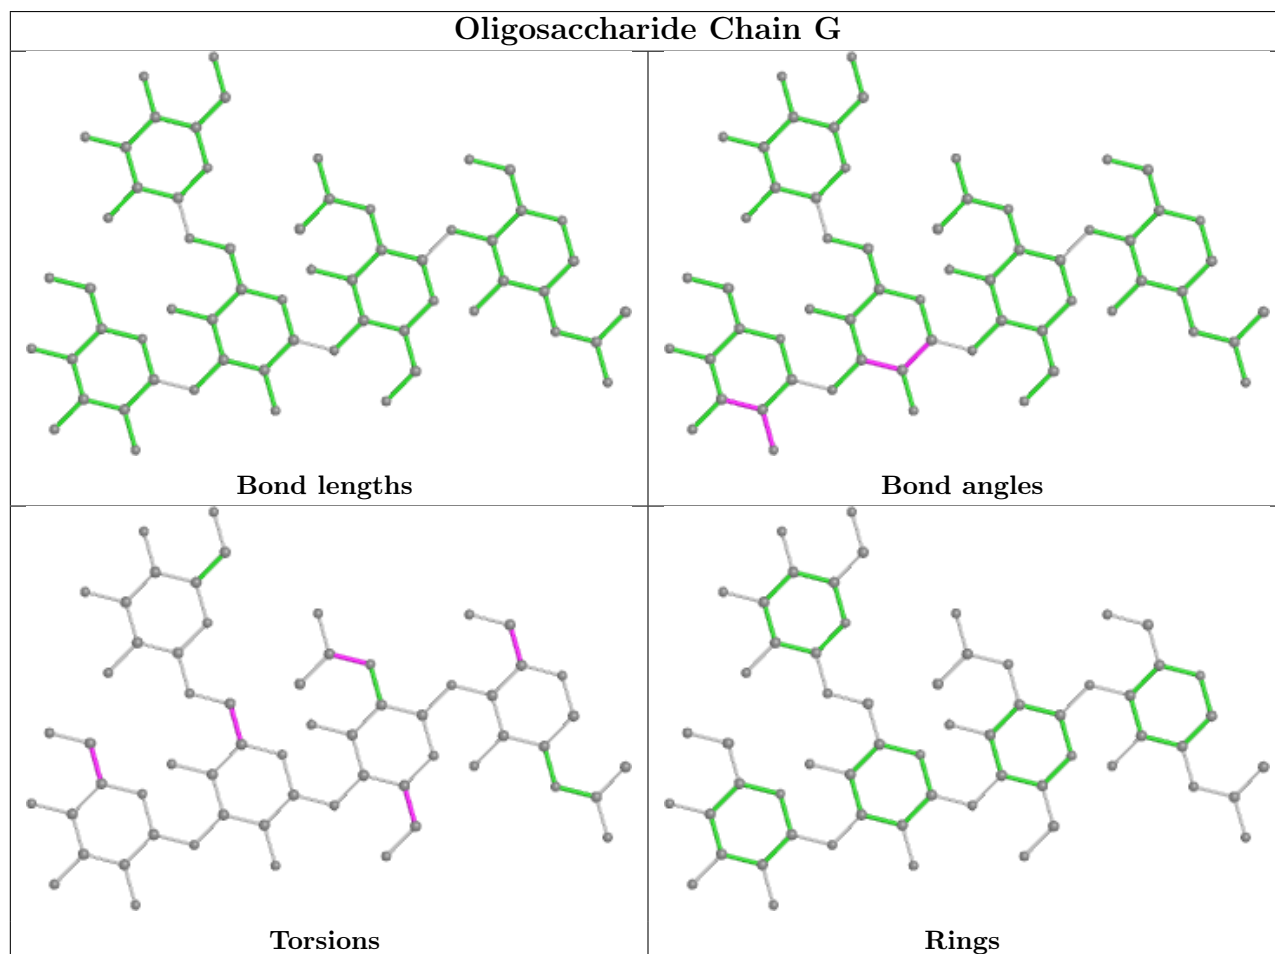 Oligosaccharide Chain G
Bond lengths
Bond angles
Torsions
Rings